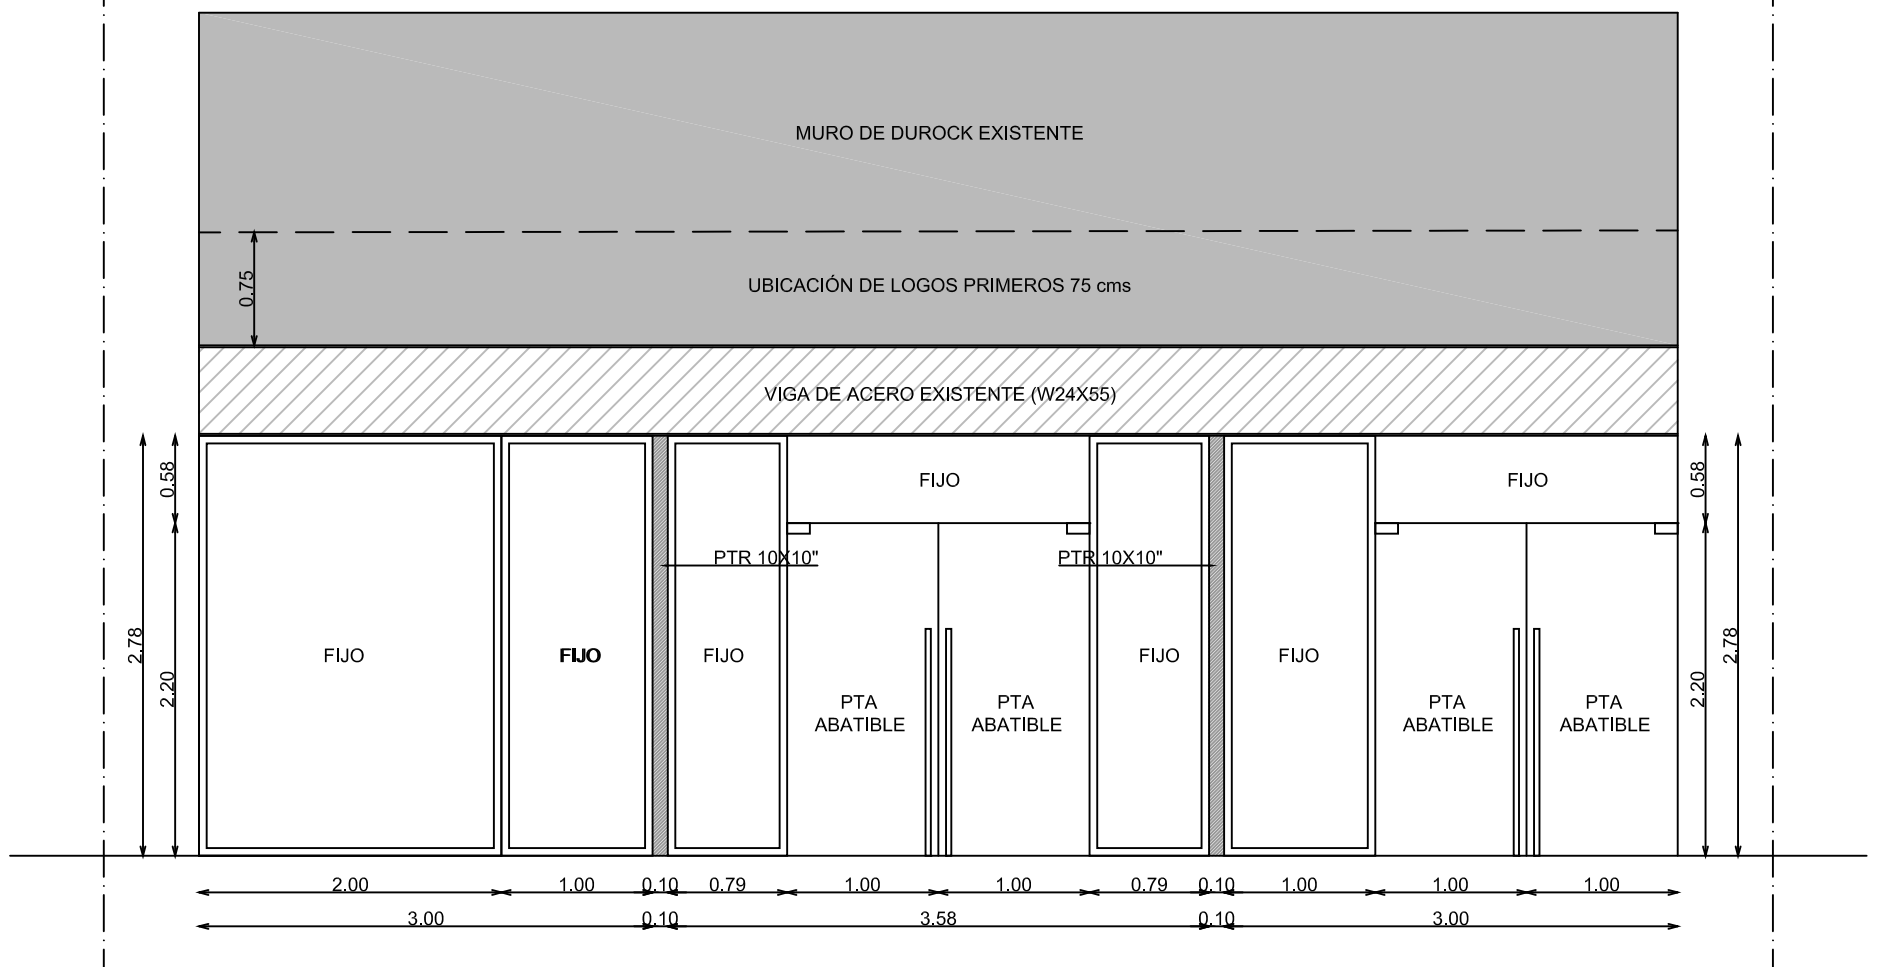 MURO DE DUROCK EXISTENTE
0.75
UBICACIÓN DE LOGOS PRIMEROS 75 cms
VIGA DE ACERO EXISTENTE (W24X55)
0.58
FIJO
FIJO
0.58
PTR 10X10"
PTR 10X10"
2.78
2.20
FIJO
FIJO
FIJO
FIJO
FIJO
2.20
2.78
PTA
ABATIBLE
PTA
ABATIBLE
PTA
ABATIBLE
PTA
ABATIBLE
2.00
1.00
0.10
0.79
1.00
1.00
0.79
0.10
1.00
1.00
1.00
3.00
0.10
3.58
0.10
3.00